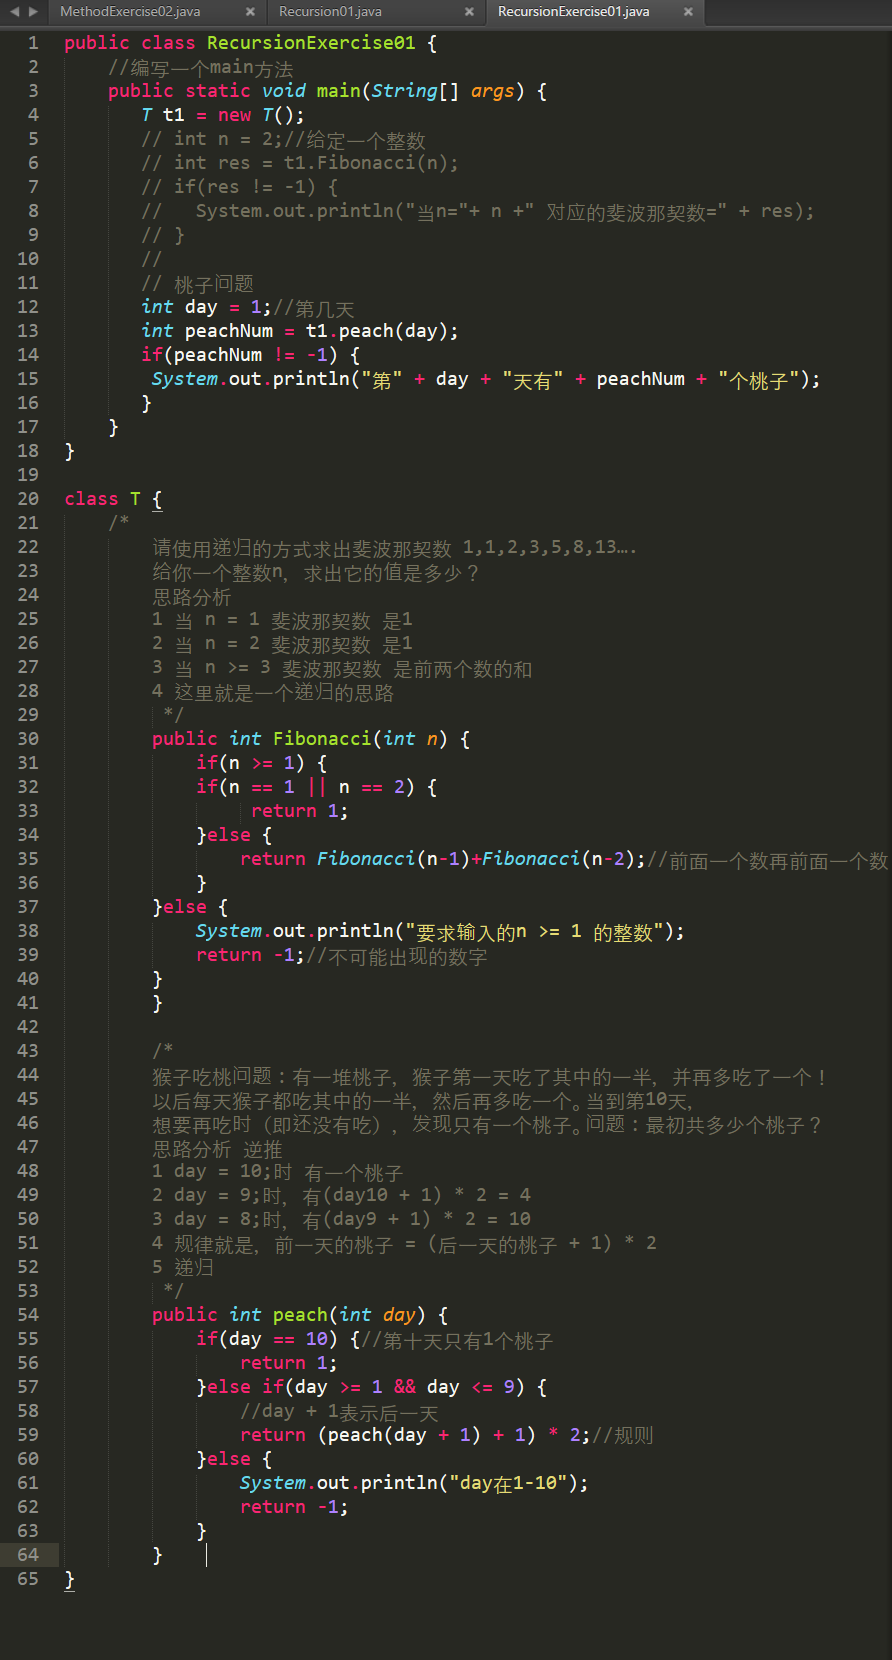 MethodExercise02.java
Recursion01.java
RecursionExercise01.java
1 public class RecursionExercise01 {
2 //编写一个main方法
3 public static void main(String[] args) {
4 T t1 = new T();
5 // int n = 2;//给定一个整数
6 // int res = t1.Fibonacci(n);
7 // if(res != -1) {
8 // System.out.println("当n="+ n +" 对应的斐波那契数=" + res);
9 // }
10 //
11 // 桃子问题
12 int day = 1;//第几天
13 int peachNum = t1.peach(day);
14 if(peachNum != -1) {
15 System.out.println("第" + day + "天有" + peachNum + "个桃子");
16 }
17 }
18 }
19
20 class T {
21 /*
22 请使用递归的方式求出斐波那契数 1,1,2,3,5,8,13….
23 给你一个整数n, 求出它的值是多少？
24 思路分析
25 1 当 n = 1 斐波那契数 是1
26 2 当 n = 2 斐波那契数 是1
27 3 当 n >= 3 斐波那契数 是前两个数的和
28 4 这里就是一个递归的思路
29 */
30 public int Fibonacci(int n) {
31 if(n >= 1) {
32 if(n == 1 || n == 2) {
33 return 1;
34 }else {
35 return Fibonacci(n-1)+Fibonacci(n-2);//前面一个数再前面一个数
36 }
37 }else {
38 System.out.println("要求输入的n >= 1 的整数");
39 return -1;//不可能出现的数字
40 }
41 }
42
43 /*
44 猴子吃桃问题：有一堆桃子, 猴子第一天吃了其中的一半, 并再多吃了一个！
45 以后每天猴子都吃其中的一半, 然后再多吃一个。当到第10天,
46 想要再吃时（即还没有吃）, 发现只有一个桃子。问题：最初共多少个桃子？
47 思路分析 逆推
48 1 day = 10;时 有一个桃子
49 2 day = 9;时, 有(day10 + 1) * 2 = 4
50 3 day = 8;时, 有(day9 + 1) * 2 = 10
51 4 规律就是, 前一天的桃子 = (后一天的桃子 + 1) * 2
52 5 递归
53 */
54 public int peach(int day) {
55 if(day == 10) {//第十天只有1个桃子
56 return 1;
57 }else if(day >= 1 && day <= 9) {
58 //day + 1表示后一天
59 return (peach(day + 1) + 1) * 2;//规则
60 }else {
61 System.out.println("day在1-10");
62 return -1;
63 }
64 }
65 }